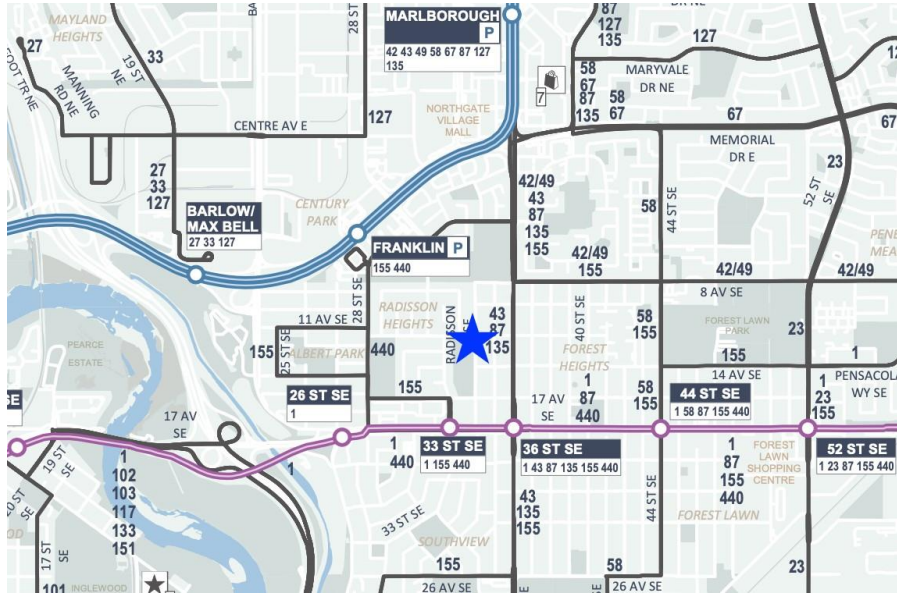 MAYLAND
HEIGHTS
28 ST
MARLBOROUGH
P
42 43 49 58 67 87 127
135
87
127
135
DR NE
127
27
33
19 ST
NE
MANNING
RD NE
58
67
87
135
58
67
MARYVALE
DR NE
7
67
67
CENTRE AV E
127
NORTHGATE
VILLAGE
MALL
MEMORIAL
DR E
23
52 ST
SE
27
33
127
BARLOW/
MAX BELL
27 33 127
CENTURY
PARK
42/49
43
87
135
155
58
44 ST SE
FRANKLIN
P
155 440
42/49
155
42/49
42/49
28 ST SE
8 AV SE
RADISSON
HEIGHTS
RADISSON
SE
43
87
135
40 ST SE
58
155
FOREST LAWN
PARK
23
11 AV SE
PEARCE
ESTATE
155
25 ST SE
ALBERT PARK
440
FOREST
HEIGHTS
155
1
14 AV SE
PENSACOLA
WY SE
155
26 ST SE
1
17 AV
SE
1
87
440
58
155
44 ST SE
1 58 87 155 440
1
23
155
SE
17 AV
SE
1
440
33 ST SE
1 155 440
36 ST SE
1 43 87 135 155 440
52 ST SE
1 23 87 155 440
19 ST
SE
1
102
103
117
133
151
1
1
87
155
440
FOREST
LAWN
SHOPPING
CENTRE
20 ST
SE
33 ST SE
43
135
155
44 ST SE
FOREST LAWN
SOUTHVIEW
17 ST
SE
155
58
23
101
INGLEWOOD
26 AV SE
26 AV SE